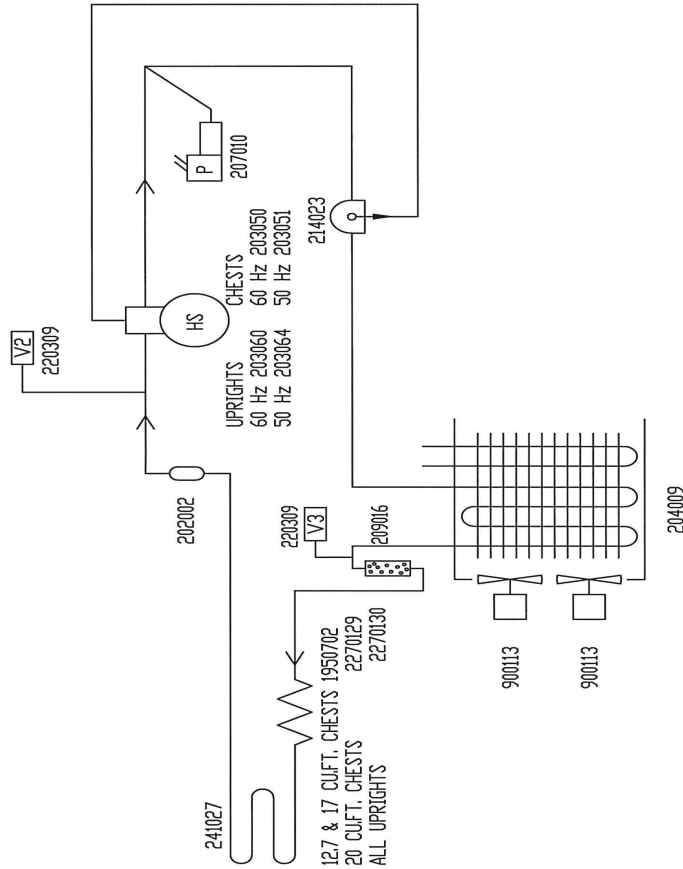 V2
220309
HS
UPRIGHTS
60 Hz 203060
50 Hz 203064
CHESTS
60 Hz 203050
50 Hz 203051
P
207010
202002
214023
220309
V3
209016
241027
12.7 & 17 CU.FT. CHESTS 1950702
20 CU.FT. CHESTS 2270129
ALL UPRIGHTS 2270130
900113
900113
204009